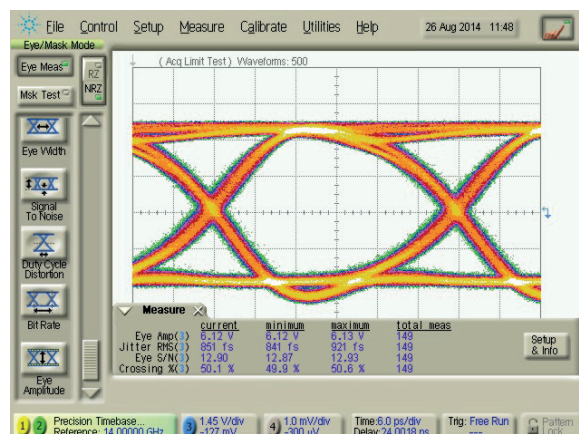 File Control Setup Measure Calibrate Utilities Help 26 Aug 2014 11:48
Eye/Mask Mode
Eye Meas
RZ
NRZ
Msk Test
( Acq Limit Test ) Waveforms: 500
Eye Width
Signal
To Noise
Duty Cycle
Distortion
Bit Rate
Eye
Amplitude
Measure
current minimum maximum total meas
Eye Amp(3) 6.12 V 6.12 V 6.13 V 149
Jitter RMS(3) 851 fs 841 fs 921 fs 149
Eye S/N(3) 12.90 12.87 12.93 149
Crossing %(3) 50.1 % 49.9 % 50.6 % 149
Setup
& Info
1 2 Precision Timebase... 3 1.45 V/div 4 1.0 mV/div Time:6.0 ps/div Trig: Free Run Pattern
Reference: 14.00000 GHz -127 mV -300 µV Delay:24.0018 ns --- Lock